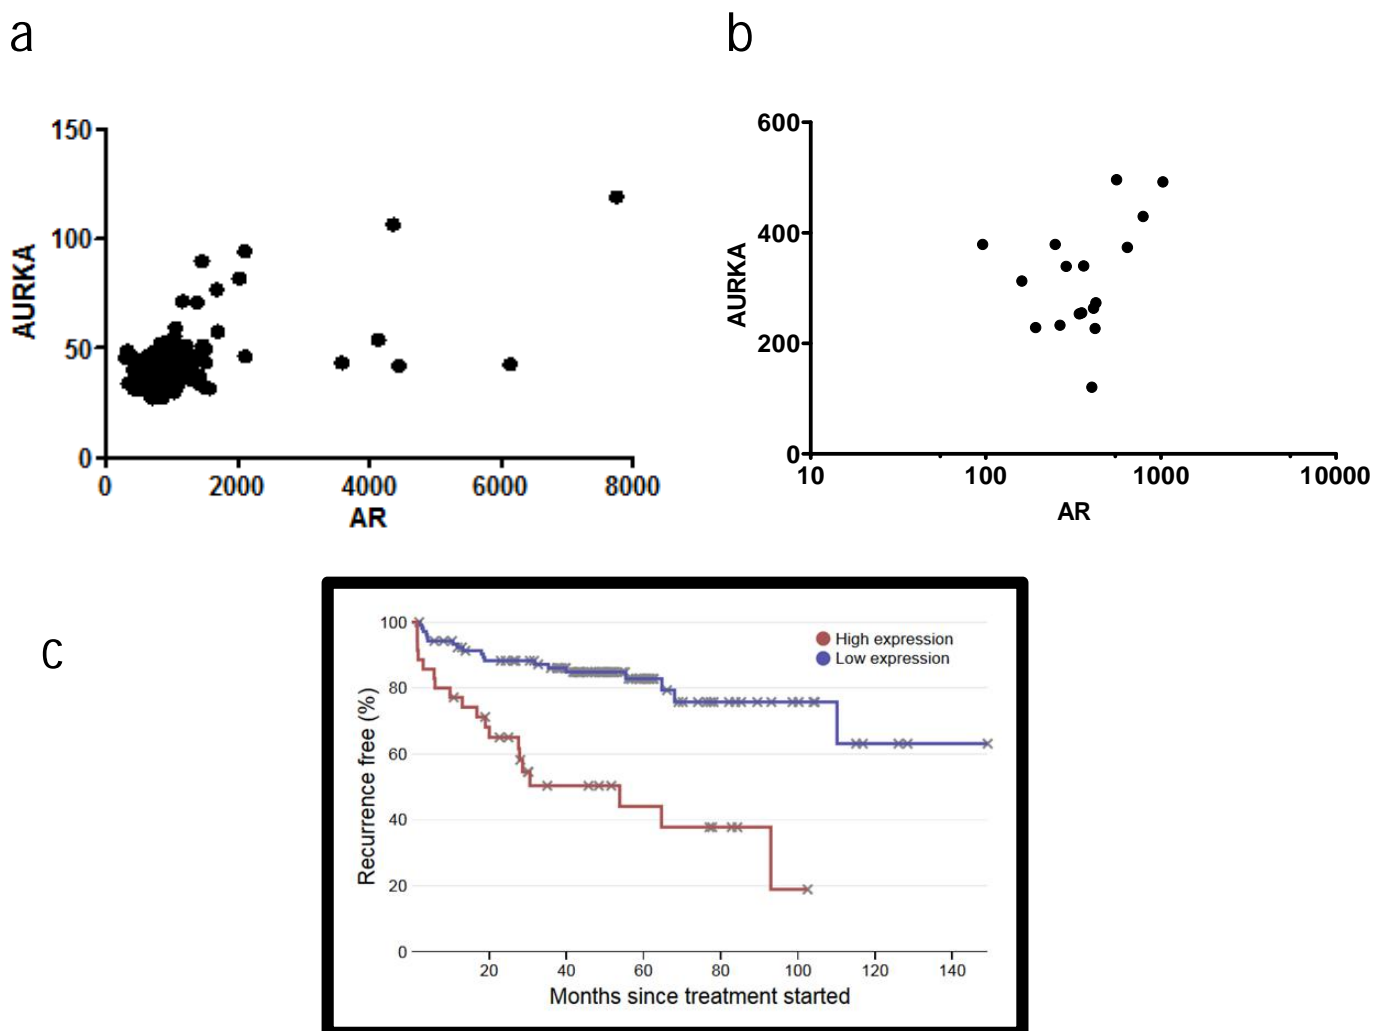 a
b
150
100
50
0
AURKA
0 2000 4000 6000 8000
AR
600
400
200
0
AURKA
10 100 1000 10000
AR
c
100
80
60
40
20
0
Recurrence free (%)
High expression
Low expression
20 40 60 80 100 120 140
Months since treatment started